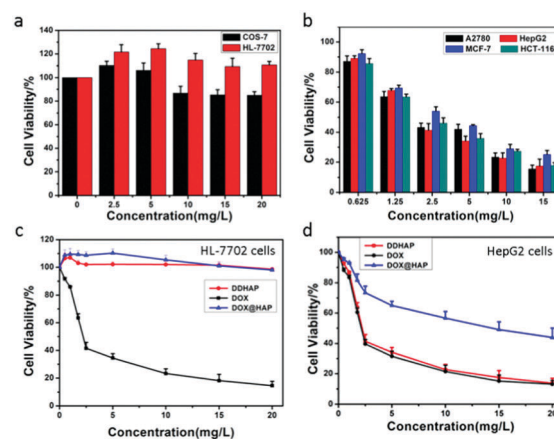 a
COS-7
HL-7702
Cell Viability/%
140
120
100
80
60
40
20
0
0 2.5 5 10 15 20
Concentration(mg/L)
b
A2780 HepG2
MCF-7 HCT-116
Cell Viability/%
100
80
60
40
20
0
0.625 1.25 2.5 5 10 15
Concentration(mg/L)
c
HL-7702 cells
DDHAP
DOX
DOX@HAP
Cell Viability/%
120
100
80
60
40
20
0
0 5 10 15 20
Concentration(mg/L)
d
HepG2 cells
DDHAP
DOX
DOX@HAP
Cell Viability/%
120
100
80
60
40
20
0
0 5 10 15 20
Concentration(mg/L)